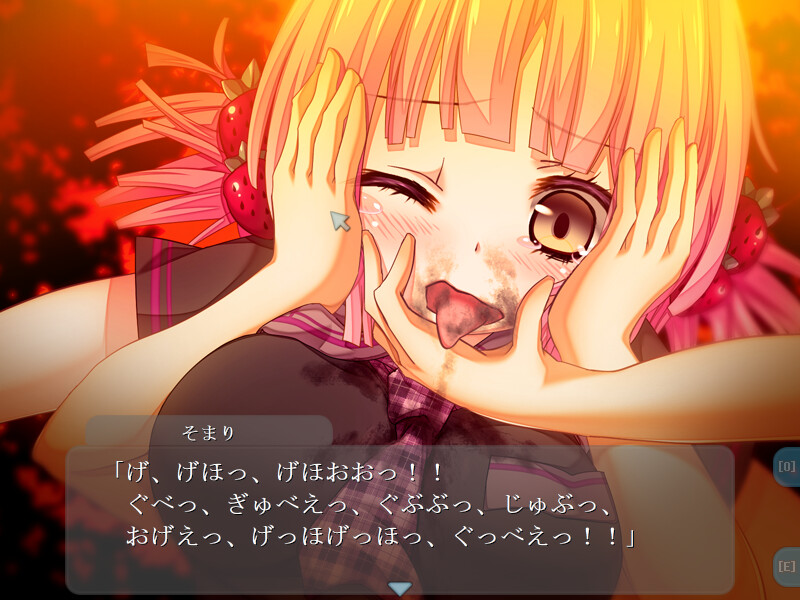 そまり
「げ、げほっ、げほおおっ！！
ぐべっ、ぎゅべえっ、ぐぶぶっ、じゅぶっ、
おげえっ、げっほげっほっ、ぐっべえっ！！」
[O]
[E]